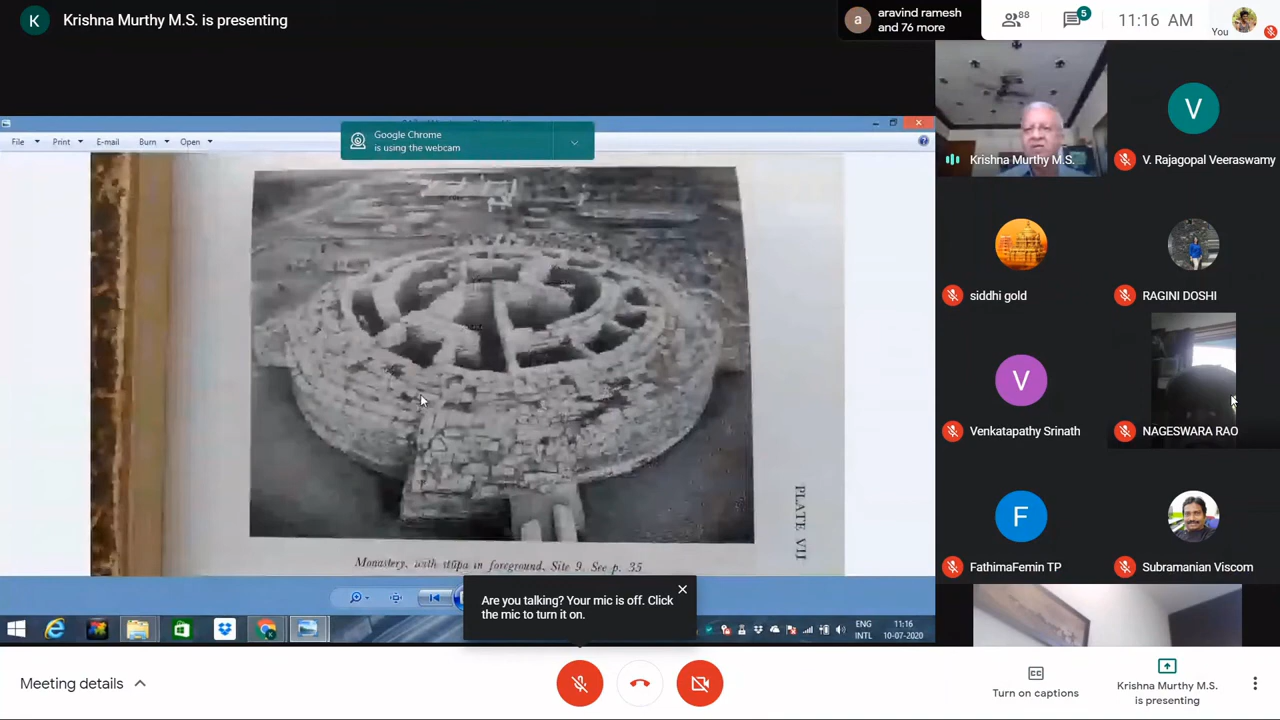 K
Krishna Murthy M.S. is presenting
a
aravind ramesh
and 76 more
88
5
11:16 AM
You
File
Print
E-mail
Burn
Open
Google Chrome
is using the webcam
Monastery, with stūpa in foreground. Site 9. See p. 35
PLATE VII
Krishna Murthy M.S.
V
V. Rajagopal Veeraswamy
siddhi gold
RAGINI DOSHI
V
Venkatapathy Srinath
NAGESWARA RAO
F
FathimaFemin TP
Subramanian Viscom
Are you talking? Your mic is off. Click
the mic to turn it on.
ENG
INTL
11:16
10-07-2020
Meeting details
CC
Turn on captions
Krishna Murthy M.S.
is presenting